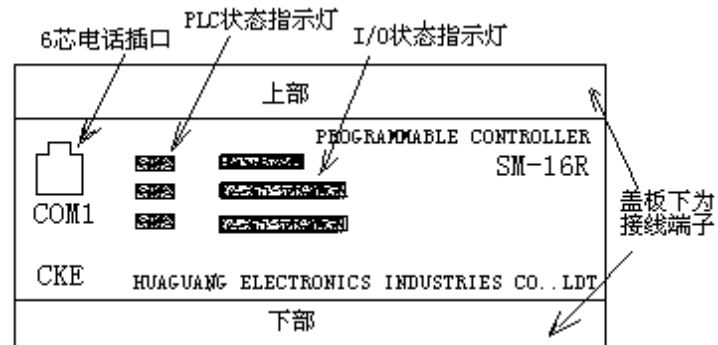 6芯电话插口
PLC状态指示灯
I/O状态指示灯
上部
PROGRAMMABLE CONTROLLER
SM-16R
COM1
盖板下为
接线端子
CKE
HUAGUANG ELECTRONICS INDUSTRIES CO..LDT
下部